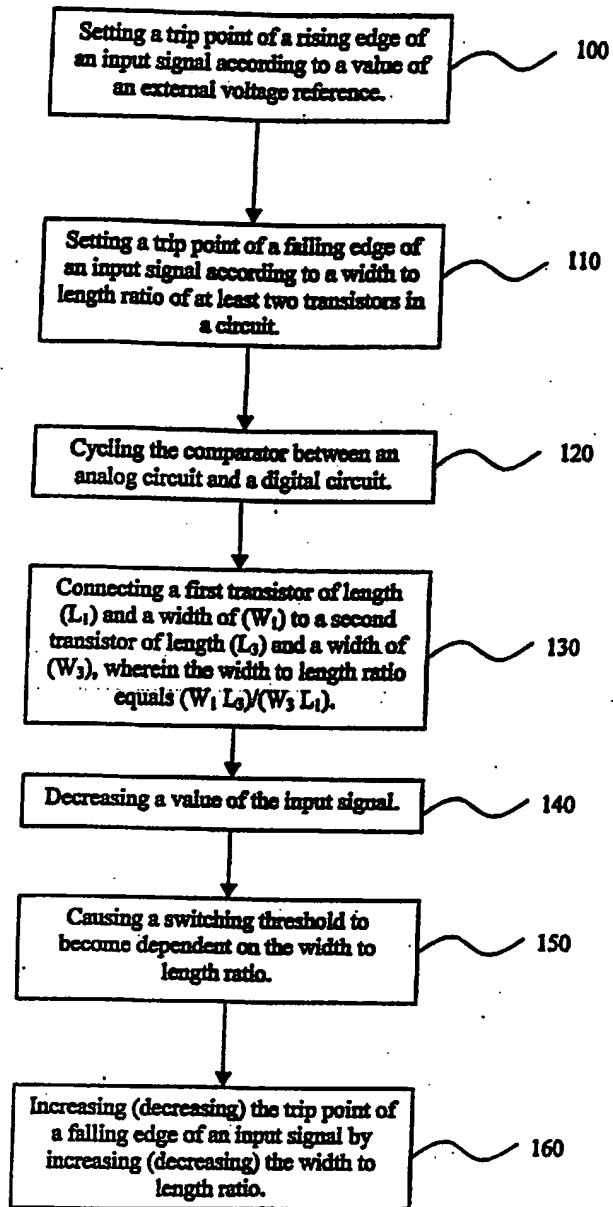 Setting a trip point of a rising edge of
an input signal according to a value of
an external voltage reference.
100
Setting a trip point of a falling edge of
an input signal according to a width to
length ratio of at least two transistors in
a circuit.
110
Cycling the comparator between an
analog circuit and a digital circuit.
120
Connecting a first transistor of length
(L₁) and a width of (W₁) to a second
transistor of length (L₃) and a width of
(W₃), wherein the width to length ratio
equals (W₁ L₃)/(W₃ L₁).
130
Decreasing a value of the input signal.
140
Causing a switching threshold to
become dependent on the width to
length ratio.
150
Increasing (decreasing) the trip point of
a falling edge of an input signal by
increasing (decreasing) the width to
length ratio.
160